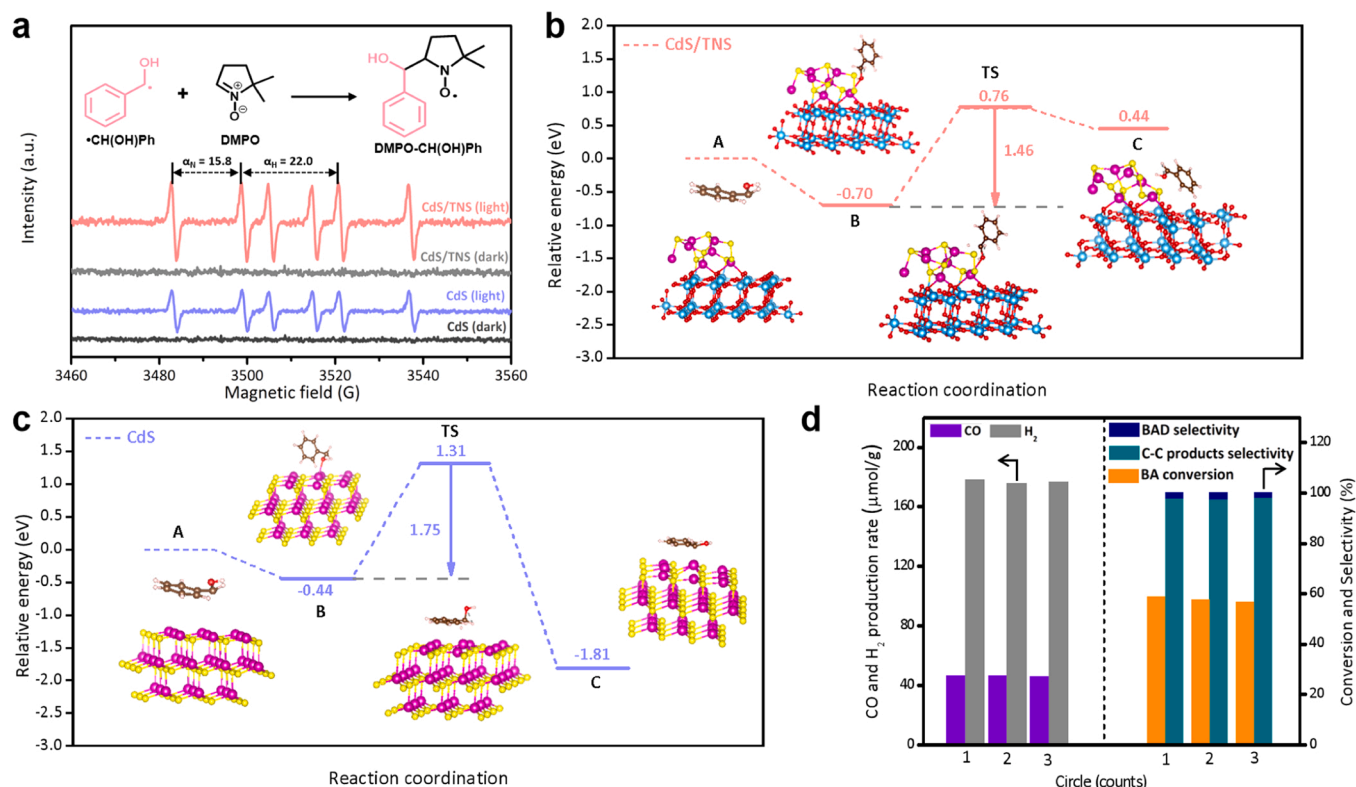 a
OH
+
N
⊕
O
⊖
HO
N
O•
•CH(OH)Ph
DMPO
DMPO-CH(OH)Ph
αN = 15.8
αH = 22.0
CdS/TNS (light)
CdS/TNS (dark)
CdS (light)
CdS (dark)
Intensity (a.u.)
3460 3480 3500 3520 3540 3560
Magnetic field (G)
b
CdS/TNS
2.0
1.5
1.0
0.5
0
-0.5
-1.0
-1.5
-2.0
-2.5
-3.0
Relative energy (eV)
A
-0.70
B
TS
0.76
1.46
0.44
C
Reaction coordination
c
CdS
2.0
1.5
1.0
0.5
0.0
-0.5
-1.0
-1.5
-2.0
-2.5
-3.0
Relative energy (eV)
A
-0.44
B
TS
1.31
1.75
-1.81
C
Reaction coordination
d
CO H2
BAD selectivity
C-C products selectivity
BA conversion
200
160
120
80
40
0
CO and H2 production rate (μmol/g)
120
100
80
60
40
20
0
Conversion and Selectivity (%)
1 2 3 1 2 3
Circle (counts)